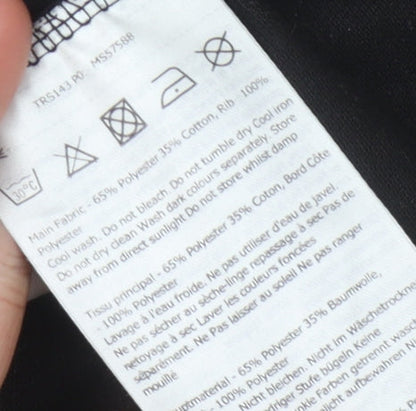 TRS143 PO: MS57588
30°C
Main Fabric - 65% Polyester 35% Cotton, Rib 100%
Polyester
Cool wash. Do not bleach. Do not tumble dry Cool iron
Do not dry clean Wash dark colours separately. Store
away from direct sunlight Do not store whilst damp
Tissu principal - 65% Polyester 35% Coton, Bord Côte
- 100% Polyester
Lavage à l'eau froide. Ne pas utiliser d'eau de javel
Ne pas sécher au sèche-linge repassage à sec Pas de
nettoyage à sec Laver les couleurs foncées
séparément. Ne Pas laisser au soleil Ne pas ranger
mouillé
uptmaterial - 65% Polyester 35% Baumwolle,
- 100% Polyester
Nicht bleichen. Nicht im Wäschetrockne
driger Stufe bügeln Keine
Farben getrennt
ht aufbewahren